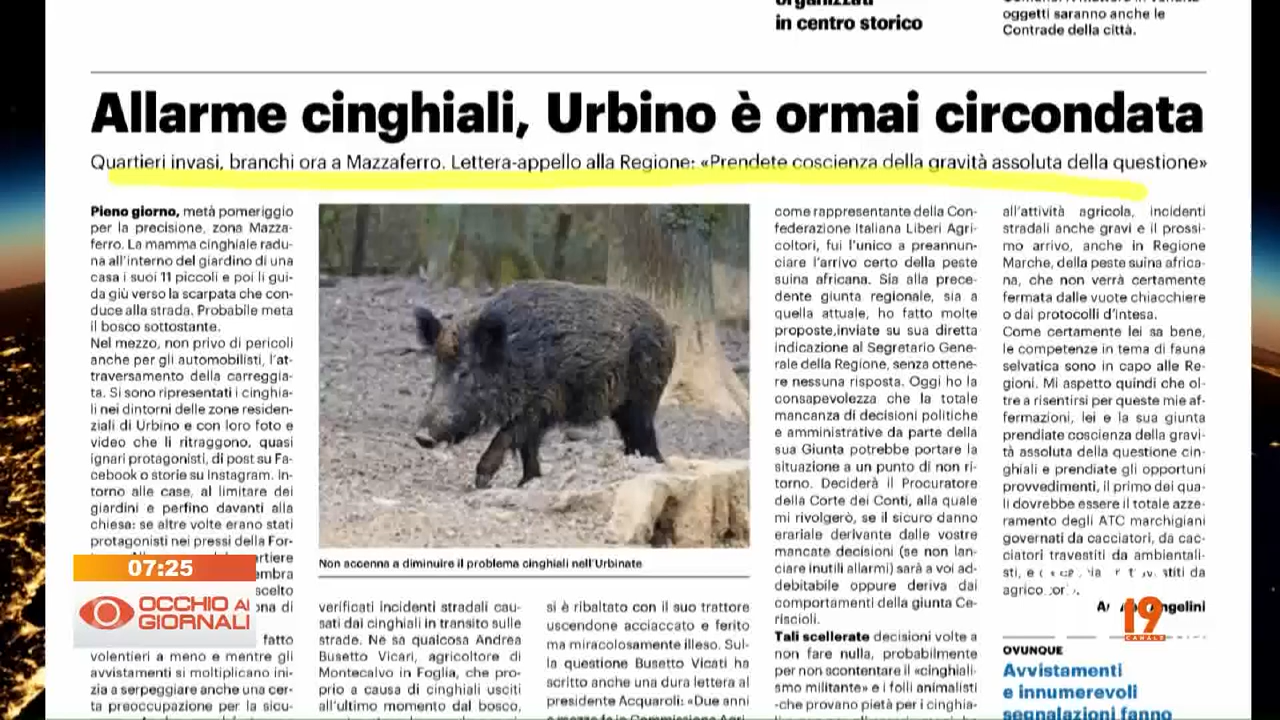 organizzati
in centro storico
oggetti saranno anche le
Contrade della città.
Allarme cinghiali, Urbino è ormai circondata
Quartieri invasi, branchi ora a Mazzaferro. Lettera-appello alla Regione: «Prendete coscienza della gravità assoluta della questione»
Pieno giorno, metà pomeriggio
per la precisione, zona Mazza-
ferro. La mamma cinghiale radu-
na all'interno del giardino di una
casa i suoi 11 piccoli e poi li gui-
da giù verso la scarpata che con-
duce alla strada. Probabile meta
il bosco sottostante.
Nel mezzo, non privo di pericoli
anche per gli automobilisti, l'at-
traversamento della carreggia-
ta. Si sono ripresentati i cinghia-
li nei dintorni delle zone residen-
ziali di Urbino e con loro foto e
video che li ritraggono, quasi
ignari protagonisti, di post su Fa-
cebook o storie su Instagram. In-
torno alle case, al limitare dei
giardini e perfino davanti alla
chiesa: se altre volte erano stati
protagonisti nei pressi della For-
rtiere
embra
scelto
ona di
fatto
volentieri a meno e mentre gli
avvistamenti si moltiplicano ini-
zia a serpeggiare anche una cer-
ta preoccupazione per la sicu-
Non accenna a diminuire il problema cinghiali nell'Urbinate
verificati incidenti stradali cau-
sati dai cinghiali in transito sulle
strade. Ne sa qualcosa Andrea
Busetto Vicari, agricoltore di
Montecalvo in Foglia, che pro-
prio a causa di cinghiali usciti
all'ultimo momento dal bosco,
si è ribaltato con il suo trattore
uscendone acciaccato e ferito
ma miracolosamente illeso. Sul-
la questione Busetto Vicati ha
scritto anche una dura lettera al
presidente Acquaroli: «Due anni
e mezzo fa in Commissione Agri-
come rappresentante della Con-
federazione Italiana Liberi Agri-
coltori, fui l'unico a preannun-
ciare l'arrivo certo della peste
suina africana. Sia alla prece-
dente giunta regionale, sia a
quella attuale, ho fatto molte
proposte,inviate su sua diretta
indicazione al Segretario Gene-
rale della Regione, senza ottene-
re nessuna risposta. Oggi ho la
consapevolezza che la totale
mancanza di decisioni politiche
e amministrative da parte della
sua Giunta potrebbe portare la
situazione a un punto di non ri-
torno. Deciderà il Procuratore
della Corte dei Conti, alla quale
mi rivolgerò, se il sicuro danno
erariale derivante dalle vostre
mancate decisioni (se non lan-
ciare inutili allarmi) sarà a voi ad-
debitabile oppure deriva dai
comportamenti della giunta Ce-
riscioli.
Tali scellerate decisioni volte a
non fare nulla, probabilmente
per non scontentare il «cinghiali-
smo militante» e i folli animalisti
-che provano pietà per i cinghia-
all'attività agricola, incidenti
stradali anche gravi e il prossi-
mo arrivo, anche in Regione
Marche, della peste suina africa-
na, che non verrà certamente
fermata dalle vuote chiacchiere
o dai protocolli d'intesa.
Come certamente lei sa bene,
le competenze in tema di fauna
selvatica sono in capo alle Re-
gioni. Mi aspetto quindi che ol-
tre a risentirsi per queste mie af-
fermazioni, lei e la sua giunta
prendiate coscienza della gravi-
tà assoluta della questione cin-
ghiali e prendiate gli opportuni
provvedimenti, il primo dei qua-
li dovrebbe essere il totale azze-
ramento degli ATC marchigiani
governati da cacciatori, da cac-
ciatori travestiti da ambientali-
sti, e
Angelini
OVUNQUE
Avvistamenti
e innumerevoli
segnalazioni fanno
07:25
OCCHIO AI
GIORNALI
19
CANALE